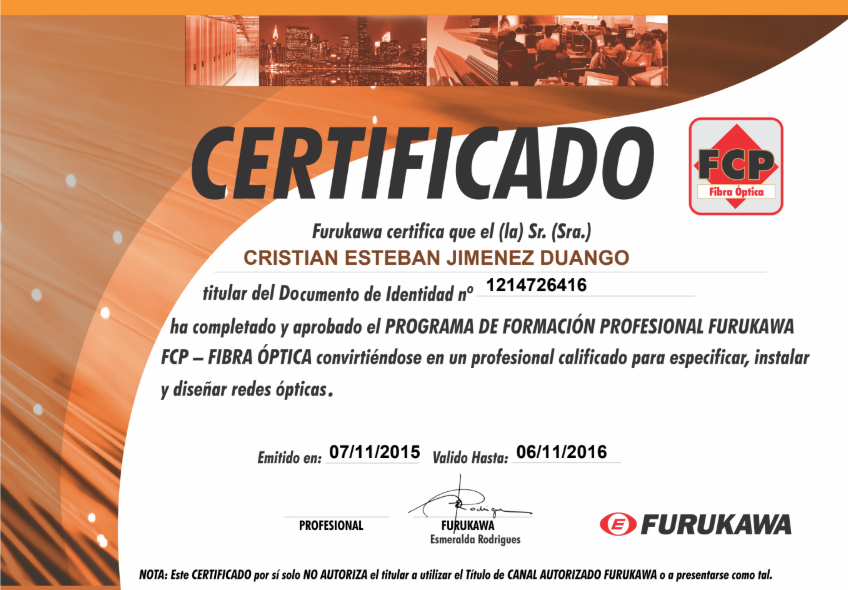 CERTIFICADO
FCP
Fibra Óptica
Furukawa certifica que el (la) Sr. (Sra.)
CRISTIAN ESTEBAN JIMENEZ DUANGO
titular del Documento de Identidad nº 1214726416
ha completado y aprobado el PROGRAMA DE FORMACIÓN PROFESIONAL FURUKAWA
FCP – FIBRA ÓPTICA convirtiéndose en un profesional calificado para especificar, instalar
y diseñar redes ópticas.
Emitido en: 07/11/2015 Valido Hasta: 06/11/2016
Rodrigues
PROFESIONAL FURUKAWA
Esmeralda Rodrigues
E FURUKAWA
NOTA: Este CERTIFICADO por sí solo NO AUTORIZA el titular a utilizar el Título de CANAL AUTORIZADO FURUKAWA o a presentarse como tal.